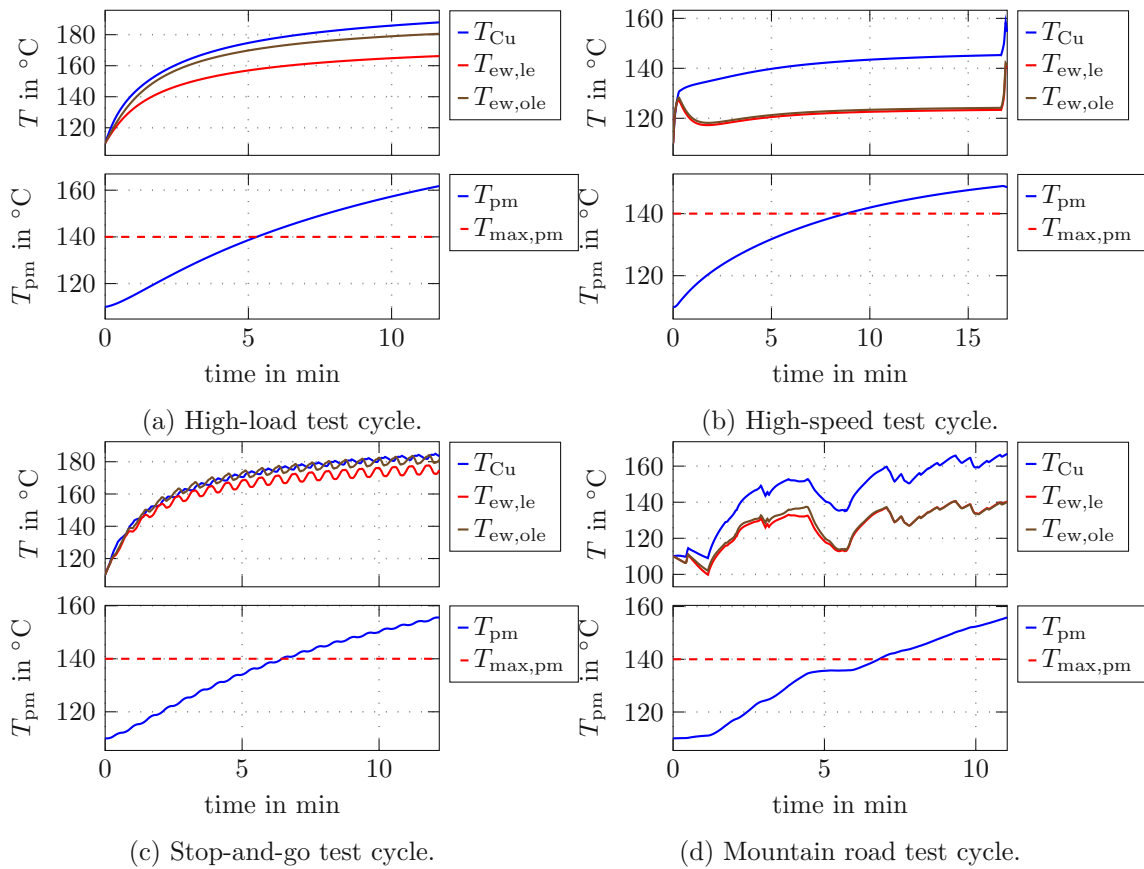 180
160
140
120
T in °C
T_Cu
T_ew,le
T_ew,ole
160
140
120
T_pm in °C
T_pm
T_max,pm
0
5
10
time in min
(a) High-load test cycle.
160
140
120
T in °C
T_Cu
T_ew,le
T_ew,ole
140
120
T_pm in °C
T_pm
T_max,pm
0
5
10
15
time in min
(b) High-speed test cycle.
180
160
140
120
T in °C
T_Cu
T_ew,le
T_ew,ole
160
140
120
T_pm in °C
T_pm
T_max,pm
0
5
10
time in min
(c) Stop-and-go test cycle.
160
140
120
100
T in °C
T_Cu
T_ew,le
T_ew,ole
160
140
120
T_pm in °C
T_pm
T_max,pm
0
5
10
time in min
(d) Mountain road test cycle.